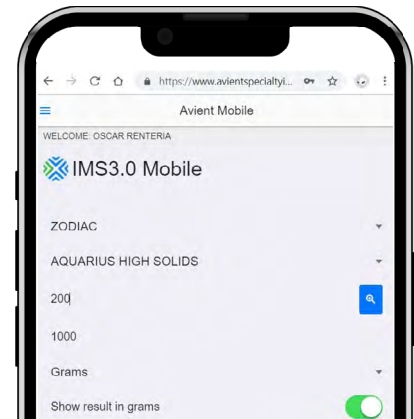 https://www.avientspecialtyi...
Avient Mobile
WELCOME: OSCAR RENTERIA
IMS3.0 Mobile
ZODIAC
AQUARIUS HIGH SOLIDS
200
1000
Grams
Show result in grams